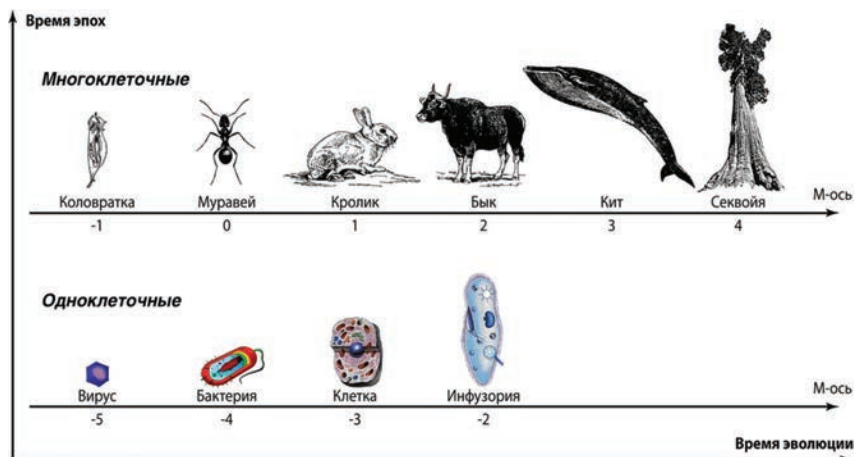 Время эпох
Многоклеточные
Коловратка Муравей Кролик Бык Кит Секвойя М-ось
-1 0 1 2 3 4
Одноклеточные
Вирус Бактерия Клетка Инфузория М-ось
-5 -4 -3 -2
Время эволюции